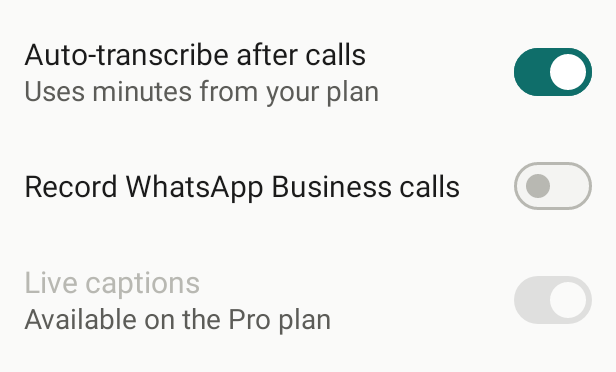 Auto-transcribe after calls
Uses minutes from your plan
Record WhatsApp Business calls
Live captions
Available on the Pro plan